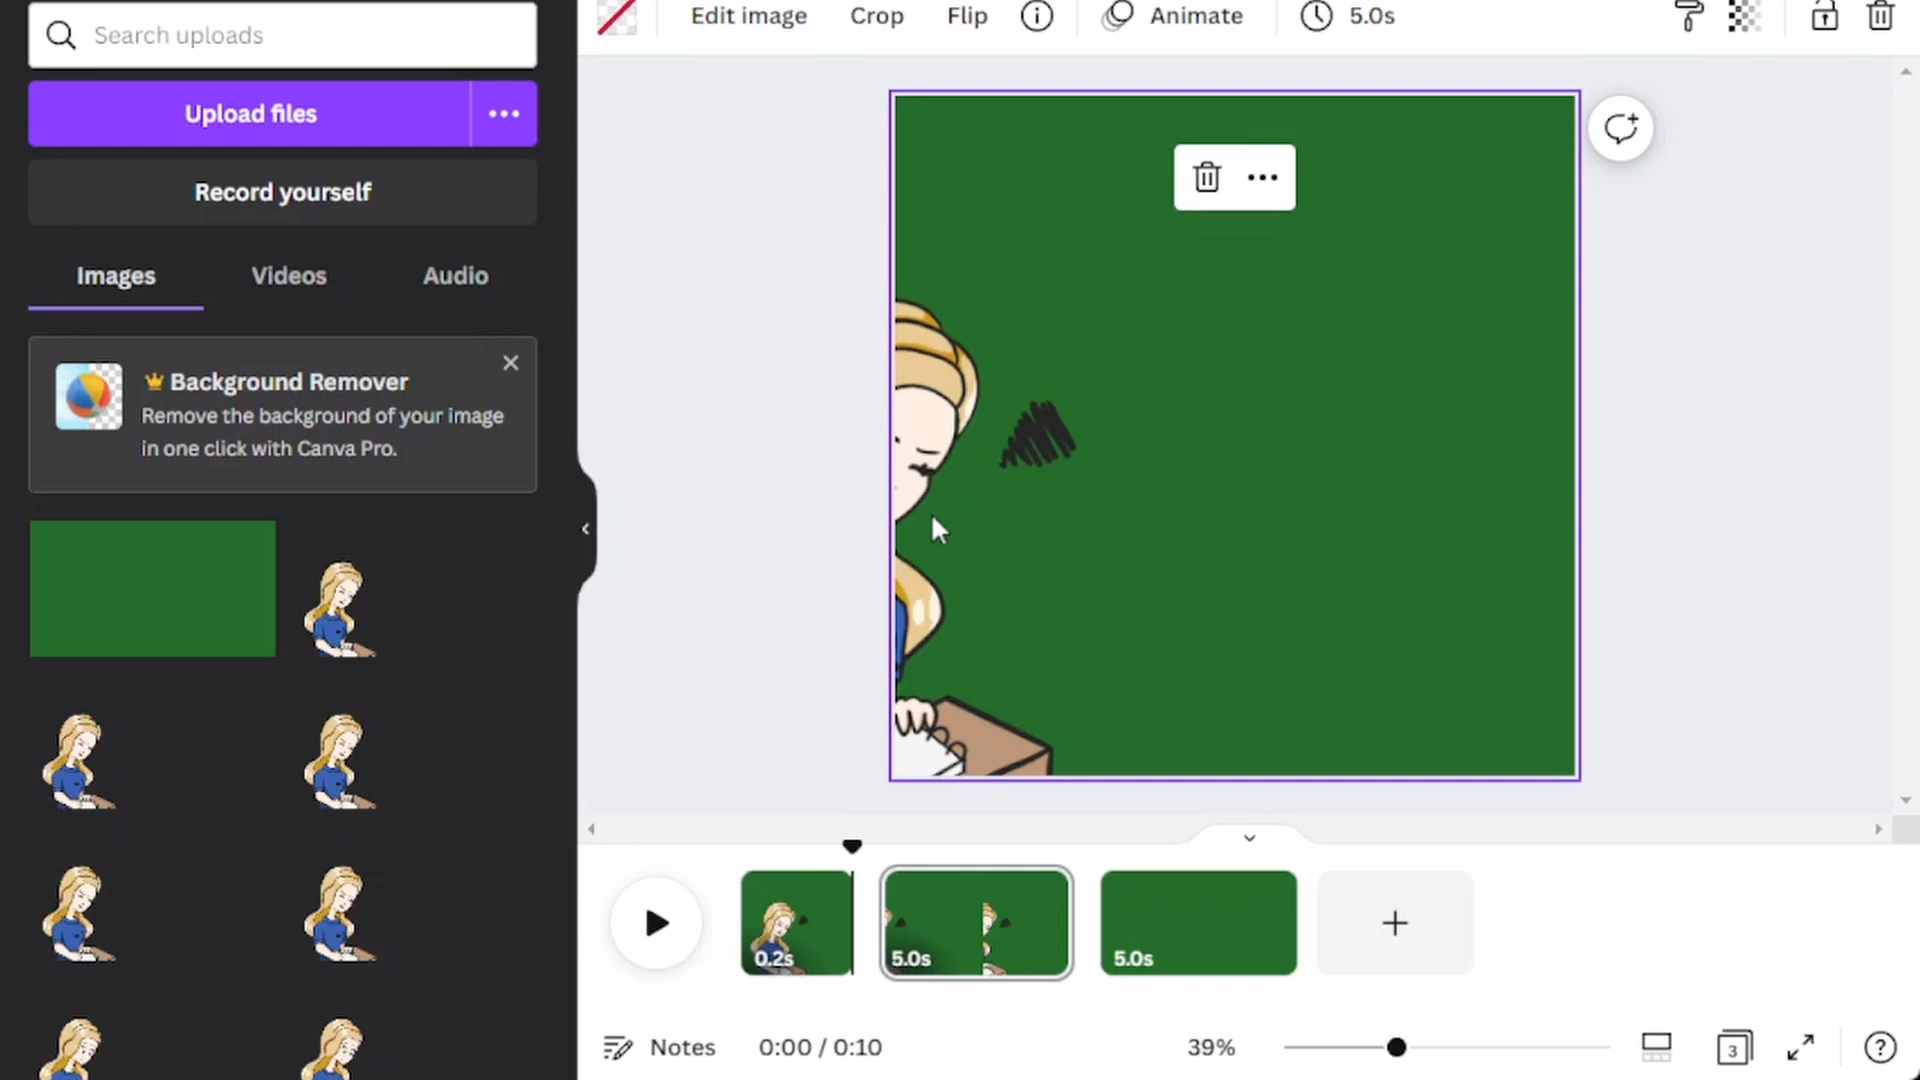 Search uploads
Edit image Crop Flip Animate 5.0s
Upload files
Record yourself
Images Videos Audio
Background Remover
Remove the background of your image
in one click with Canva Pro.
0.2s 5.0s 5.0s
Notes 0:00 / 0:10 39% 3